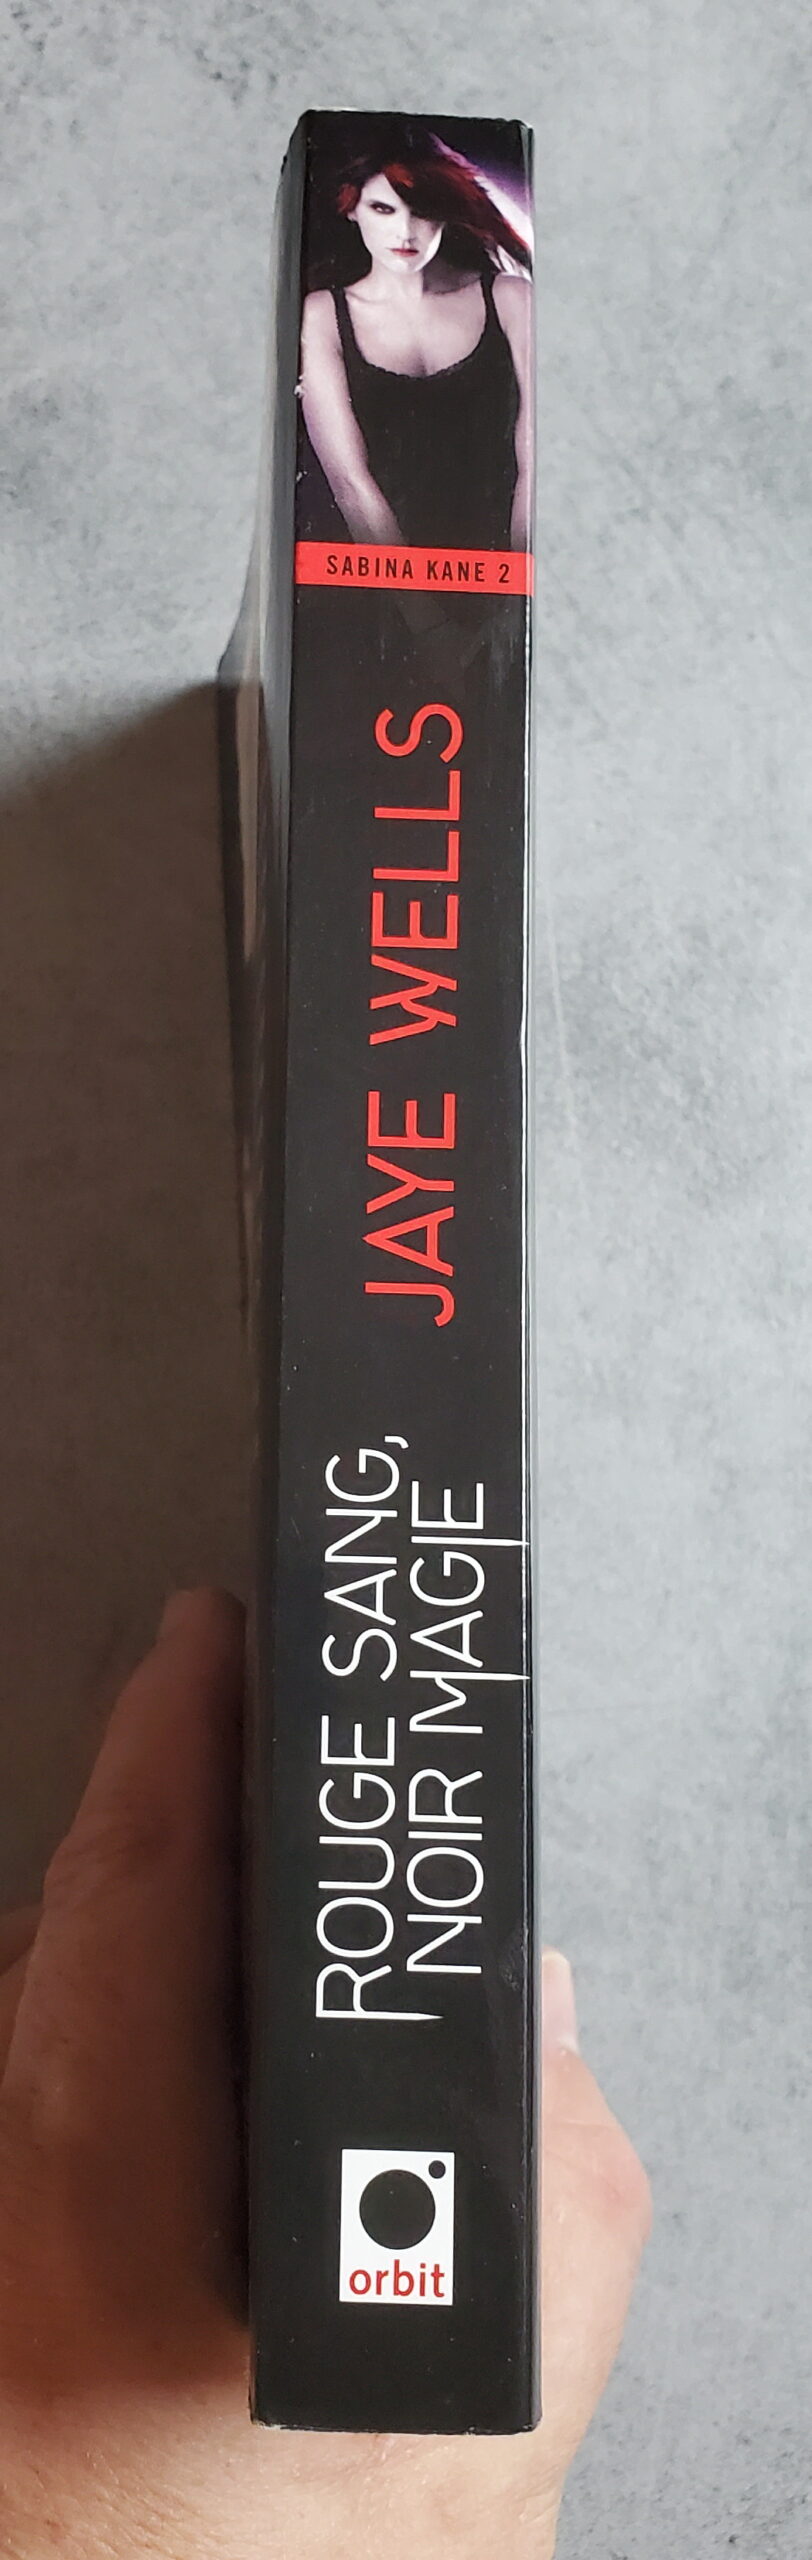 SABINA KANE 2
JAYE WELLS
ROUGE SANG,
NOIR MAGIE
orbit